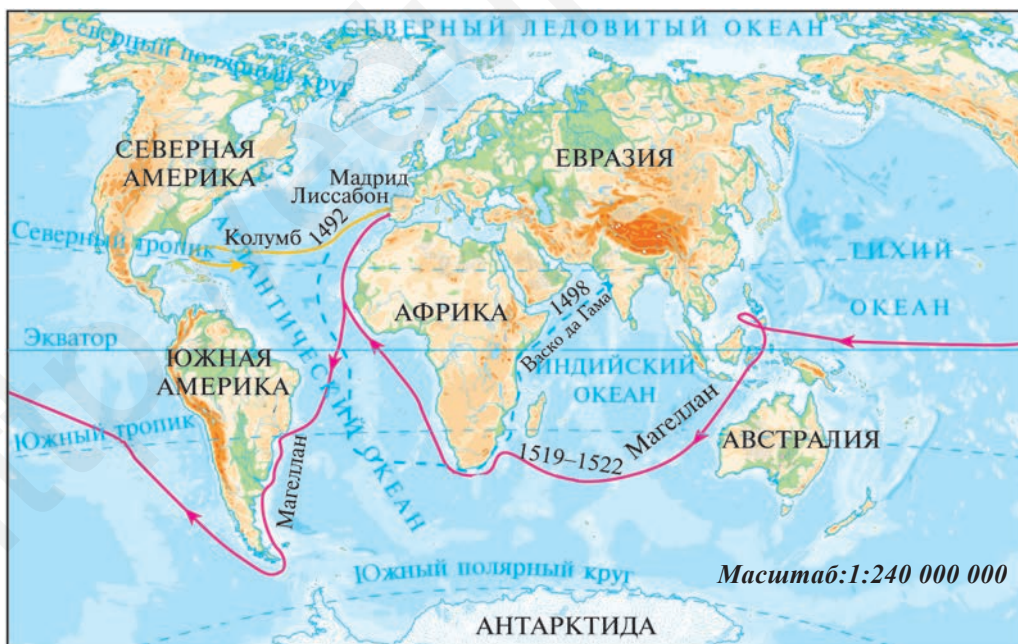 СЕВЕРНЫЙ ЛЕДОВИТЫЙ ОКЕАН
Северный полярный круг
СЕВЕРНАЯ
АМЕРИКА
ЕВРАЗИЯ
Мадрид
Лиссабон
Колумб
1492
Северный тропик
АТЛАНТИЧЕСКИЙ ОКЕАН
ТИХИЙ
ОКЕАН
АФРИКА
1498
Васко да Гама
Экватор
ЮЖНАЯ
АМЕРИКА
ИНДИЙСКИЙ
ОКЕАН
Южный тропик
Магеллан
1519–1522
Магеллан
АВСТРАЛИЯ
Южный полярный круг
Масштаб:1:240 000 000
АНТАРКТИДА